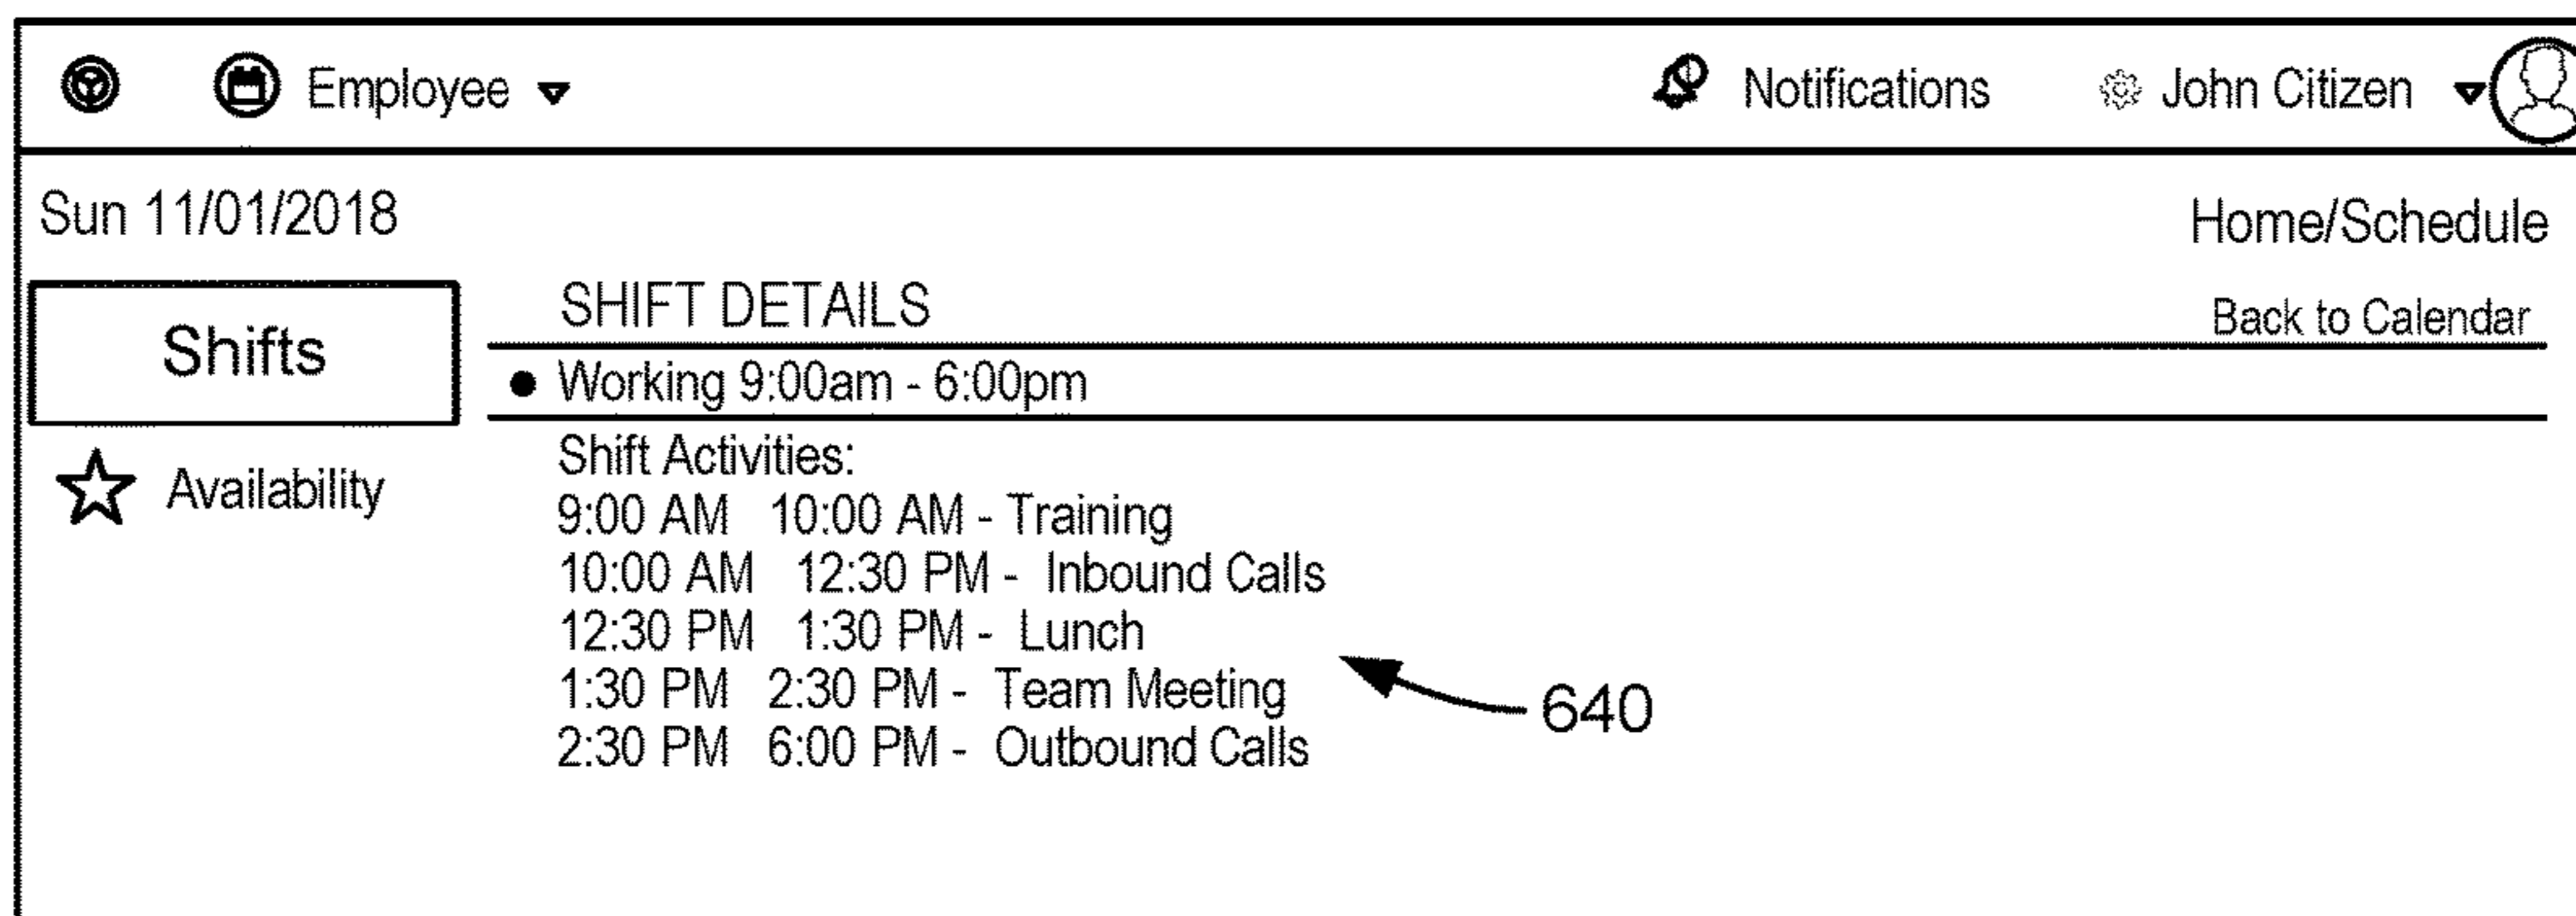 Employee Notifications John Citizen
Sun 11/01/2018 Home/Schedule
Shifts
Availability
SHIFT DETAILS Back to Calendar
Working 9:00am - 6:00pm
Shift Activities:
9:00 AM 10:00 AM - Training
10:00 AM 12:30 PM - Inbound Calls
12:30 PM 1:30 PM - Lunch
1:30 PM 2:30 PM - Team Meeting
2:30 PM 6:00 PM - Outbound Calls
640